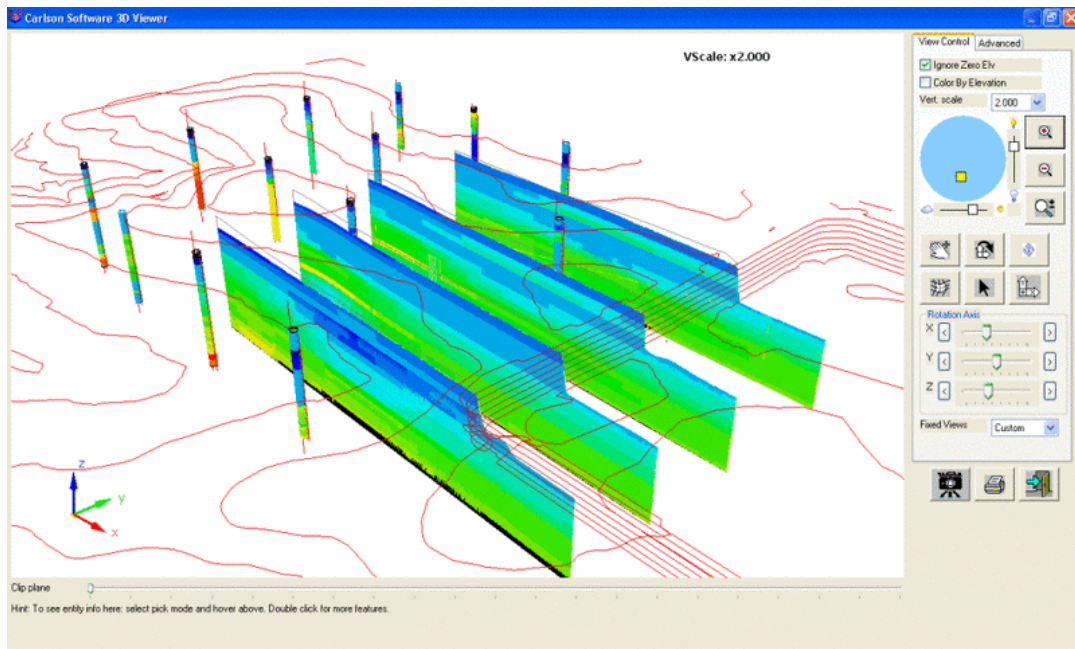 Carlson Software 3D Viewer
VScale: x2.000
View Control
Advanced
Ignore Zero Elv
Color By Elevation
Vert. scale
2.000
Rotation Axis
X
<
>
Y
<
>
Z
<
>
Fixed Views
Custom
z
y
x
Clip plane
Hint: To see entity info here: select pick mode and hover above. Double click for more features.